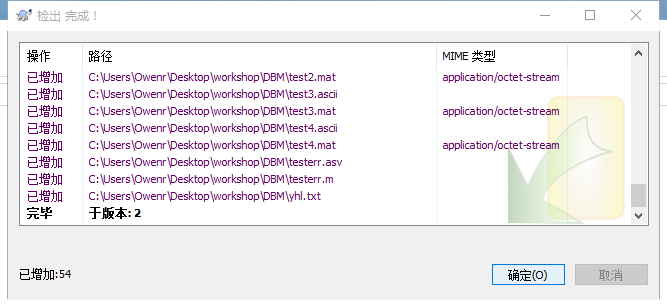 检出 完成！
操作 路径 MIME 类型
已增加 C:\Users\Owenr\Desktop\workshop\DBM\test2.mat application/octet-stream
已增加 C:\Users\Owenr\Desktop\workshop\DBM\test3.ascii
已增加 C:\Users\Owenr\Desktop\workshop\DBM\test3.mat application/octet-stream
已增加 C:\Users\Owenr\Desktop\workshop\DBM\test4.ascii
已增加 C:\Users\Owenr\Desktop\workshop\DBM\test4.mat application/octet-stream
已增加 C:\Users\Owenr\Desktop\workshop\DBM\testerr.asv
已增加 C:\Users\Owenr\Desktop\workshop\DBM\testerr.m
已增加 C:\Users\Owenr\Desktop\workshop\DBM\yhl.txt
完毕 于版本: 2
已增加:54 确定(O) 取消